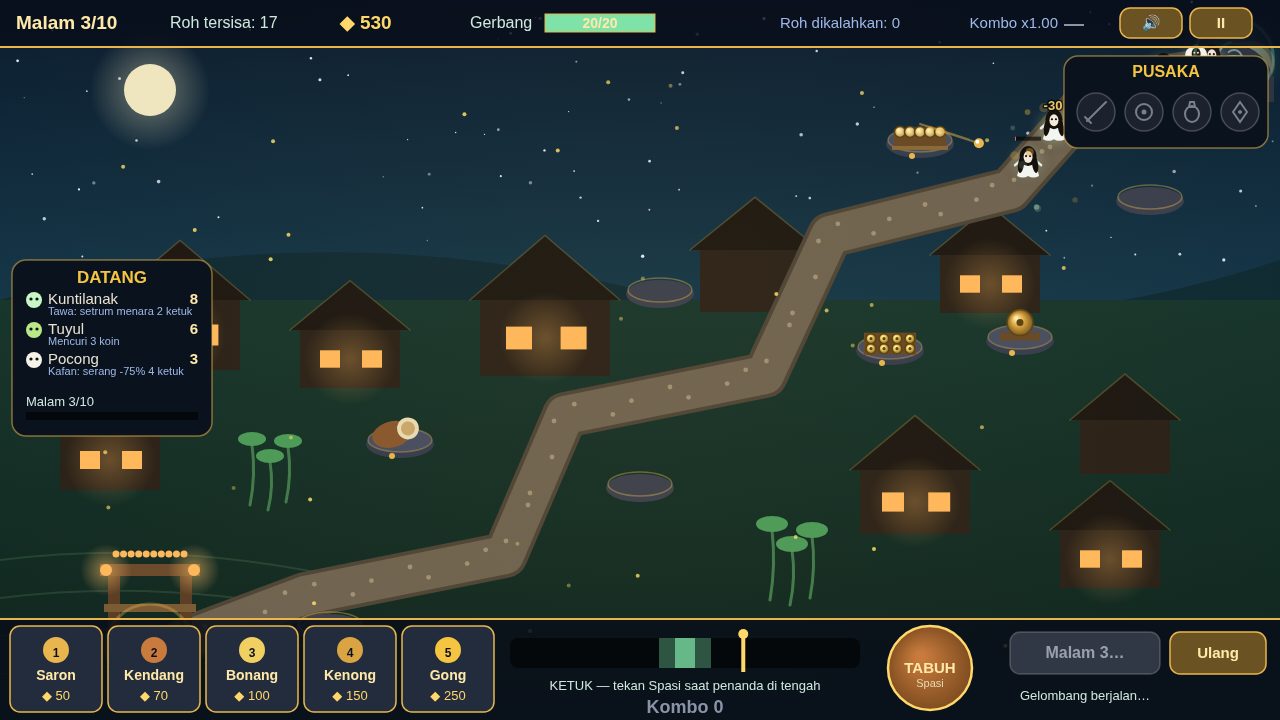 Malam 3/10
Roh tersisa: 17
◆ 530
Gerbang 20/20
Roh dikalahkan: 0
Kombo x1.00 —
PUSAKA
-30
DATANG
Kuntilanak 8
Tawa: setrum menara 2 ketuk
Tuyul 6
Mencuri 3 koin
Pocong 3
Kafan: serang -75% 4 ketuk
Malam 3/10
1
Saron
◆ 50
2
Kendang
◆ 70
3
Bonang
◆ 100
4
Kenong
◆ 150
5
Gong
◆ 250
KETUK — tekan Spasi saat penanda di tengah
Kombo 0
TABUH
Spasi
Malam 3…
Ulang
Gelombang berjalan…